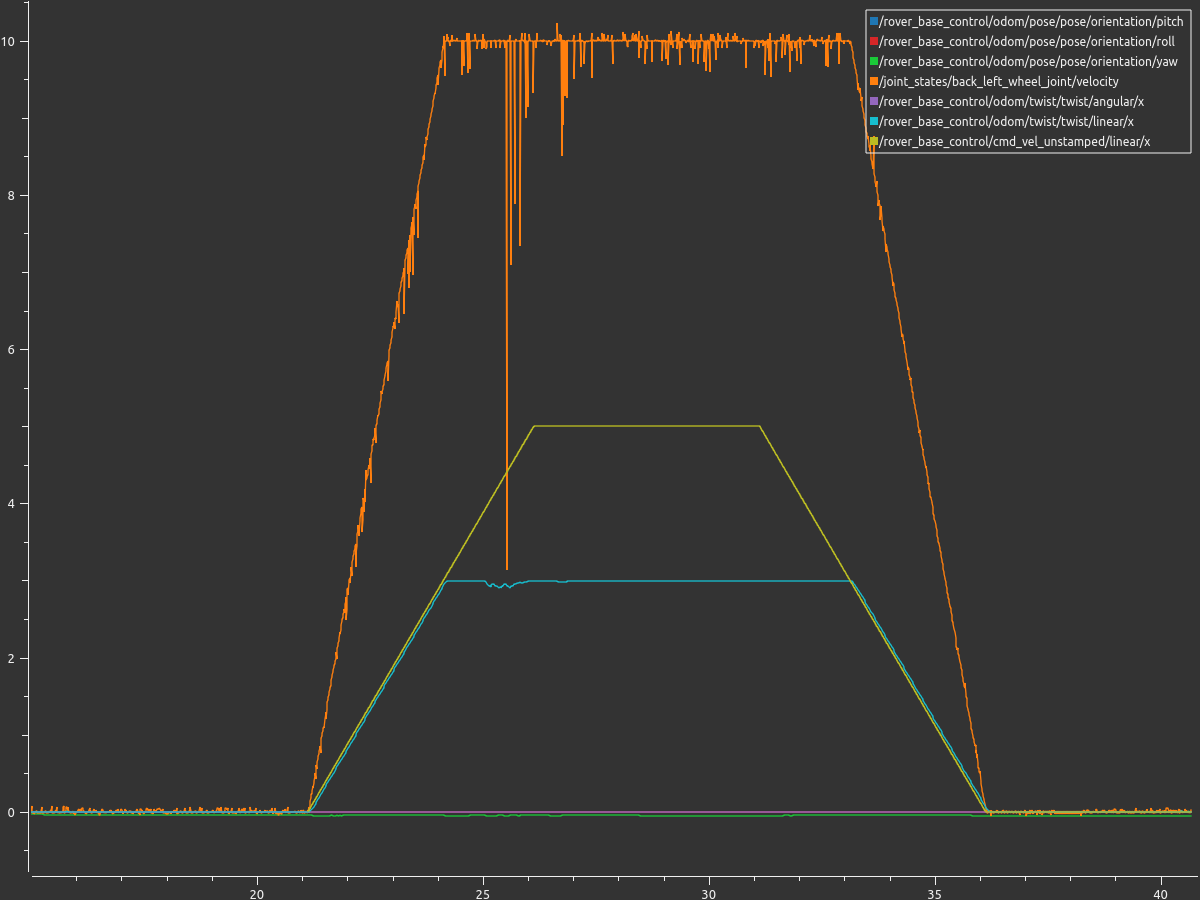 /rover_base_control/odom/pose/pose/orientation/pitch
/rover_base_control/odom/pose/pose/orientation/roll
/rover_base_control/odom/pose/pose/orientation/yaw
/joint_states/back_left_wheel_joint/velocity
/rover_base_control/odom/twist/twist/angular/x
/rover_base_control/odom/twist/twist/linear/x
/rover_base_control/cmd_vel_unstamped/linear/x
10
8
6
4
2
0
20 25 30 35 40